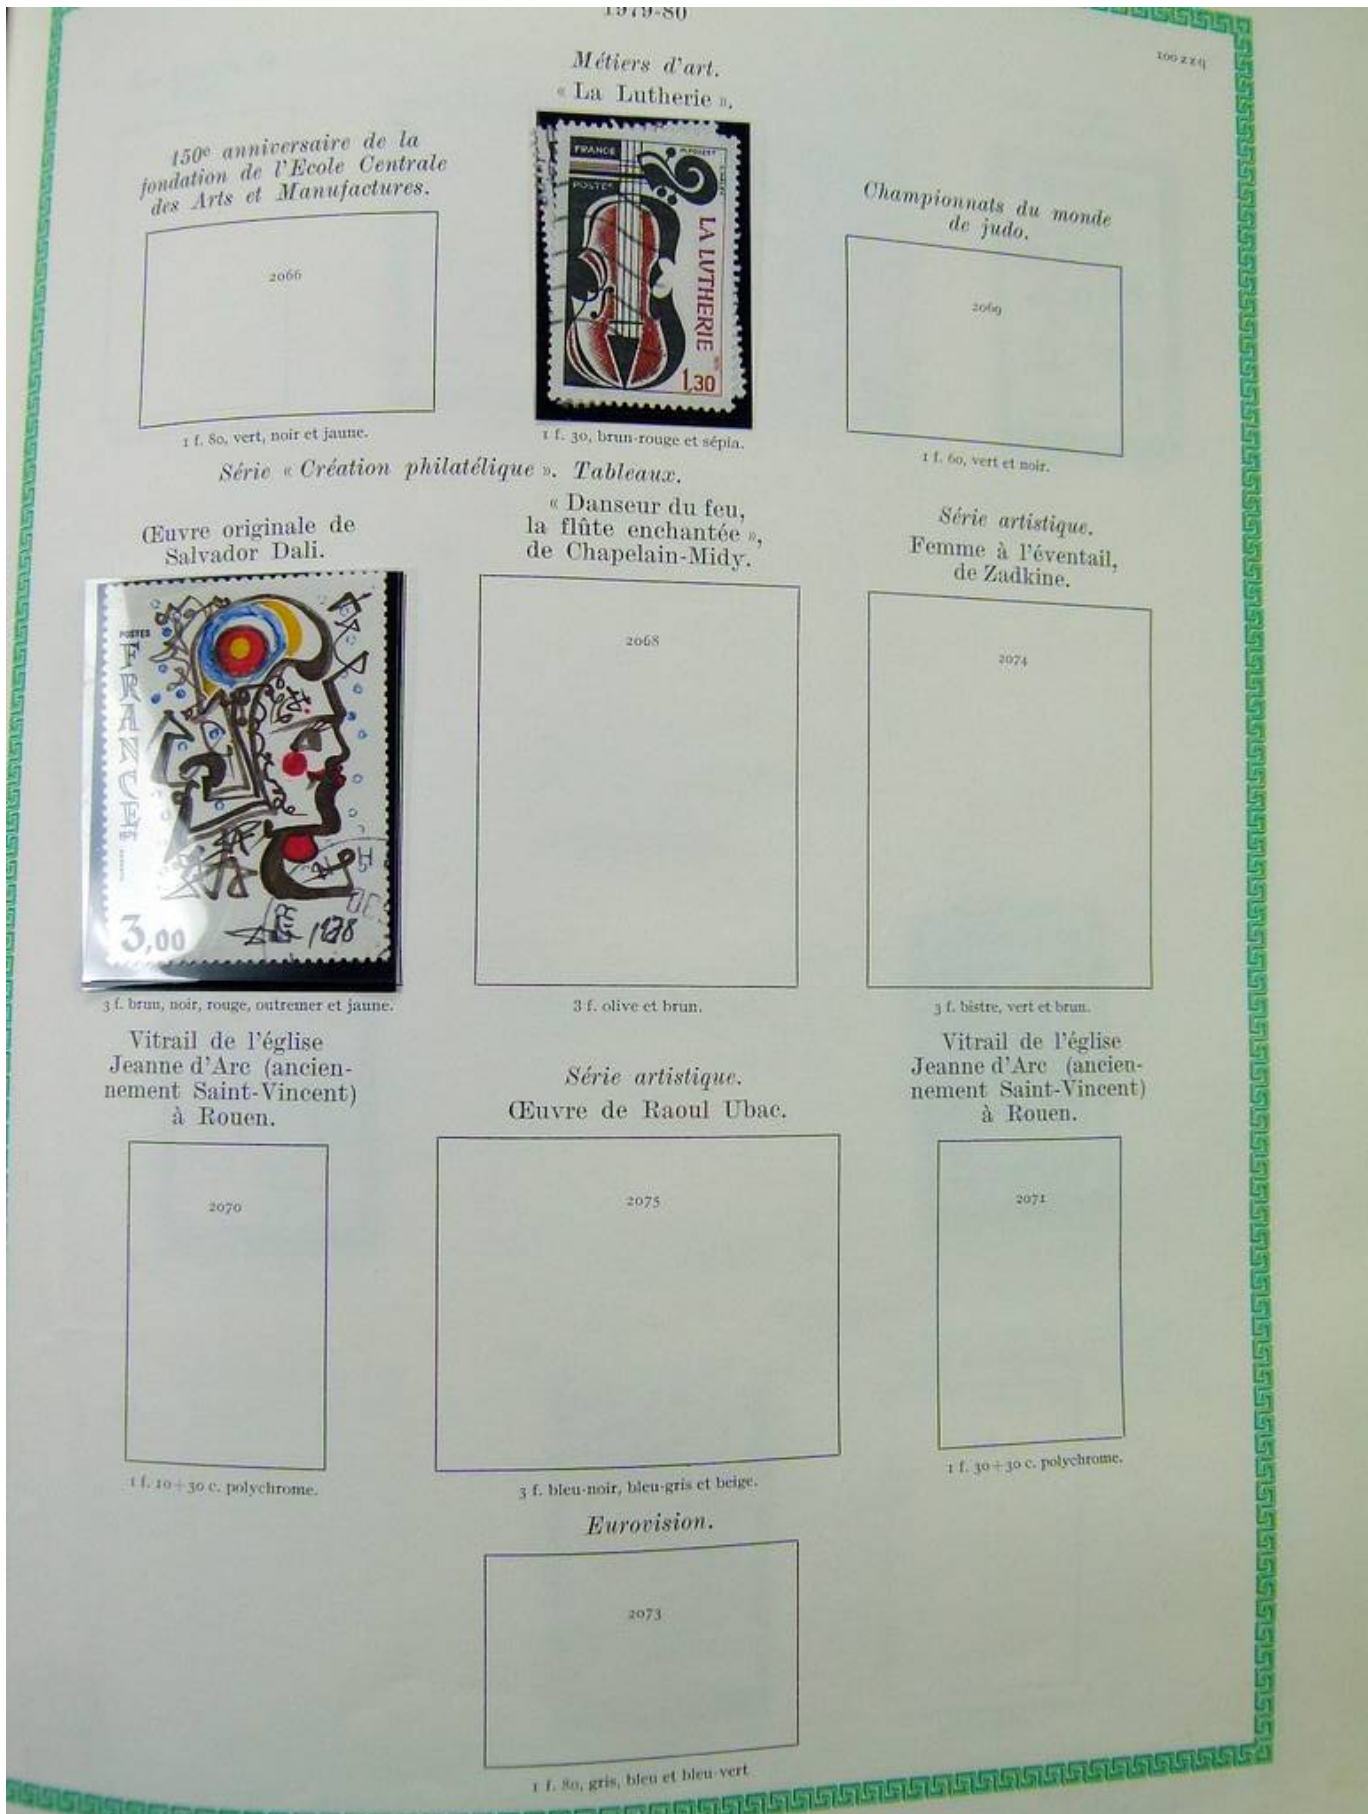 1979-80
100 zzq
Métiers d'art.
« La Lutherie ».
150e anniversaire de la
fondation de l'Ecole Centrale
des Arts et Manufactures.
2066
1 f. 80, vert, noir et jaune.
FRANCE
POSTES
LA LUTHERIE
1,30
1 f. 30, brun-rouge et sépia.
Championnats du monde
de judo.
2069
1 f. 60, vert et noir.
Série « Création philatélique ». Tableaux.
Œuvre originale de
Salvador Dali.
POSTES
FRANCE
3,00
1978
3 f. brun, noir, rouge, outremer et jaune.
« Danseur du feu,
la flûte enchantée »,
de Chapelain-Midy.
2068
3 f. olive et brun.
Série artistique.
Femme à l'éventail,
de Zadkine.
2074
3 f. bistre, vert et brun.
Vitrail de l'église
Jeanne d'Arc (ancien-
nement Saint-Vincent)
à Rouen.
2070
1 f. 10+30 c. polychrome.
Série artistique.
Œuvre de Raoul Ubac.
2075
3 f. bleu-noir, bleu-gris et beige.
Vitrail de l'église
Jeanne d'Arc (ancien-
nement Saint-Vincent)
à Rouen.
2071
1 f. 30+30 c. polychrome.
Eurovision.
2073
1 f. 80, gris, bleu et bleu-vert